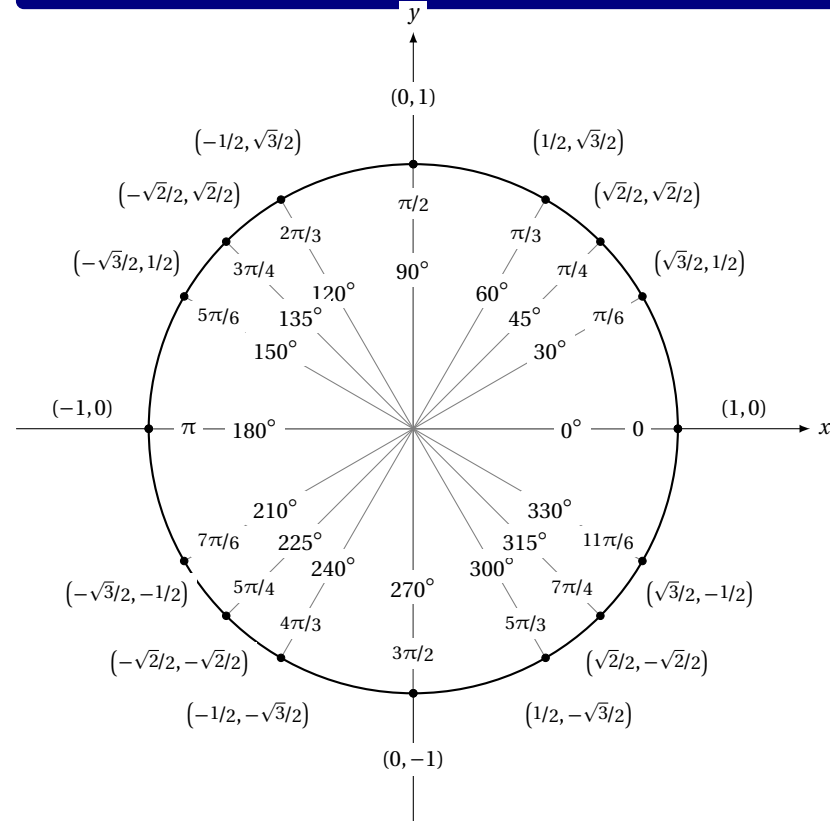 y
(0, 1)
(−1/2, √3/2) (1/2, √3/2)
(−√2/2, √2/2) (√2/2, √2/2)
π/2
2π/3 π/3
(−√3/2, 1/2) (√3/2, 1/2)
3π/4 90° π/4
120° 60°
5π/6 135° 45° π/6
150° 30°
(−1, 0) (1, 0)
π 180° 0° 0 x
210° 330°
7π/6 225° 315° 11π/6
240° 300°
5π/4 270° 7π/4
(−√3/2, −1/2) (√3/2, −1/2)
4π/3 5π/3
3π/2
(−√2/2, −√2/2) (√2/2, −√2/2)
(−1/2, −√3/2) (1/2, −√3/2)
(0, −1)